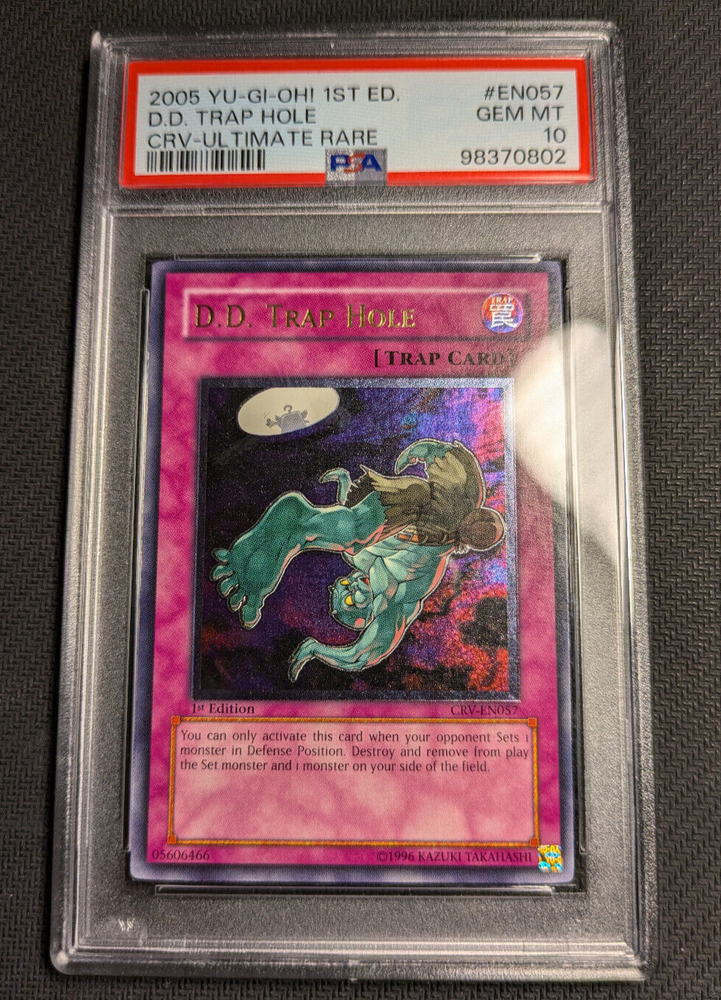 2005 YU-GI-OH! 1ST ED. #EN057
D.D. TRAP HOLE GEM MT
CRV-ULTIMATE RARE 10
PSA 98370802
D.D. TRAP HOLE
TRAP
罠
[TRAP CARD]
1st Edition CRV-EN057
You can only activate this card when your opponent Sets 1
monster in Defense Position. Destroy and remove from play
the Set monster and 1 monster on your side of the field.
05606466 ©1996 KAZUKI TAKAHASHI